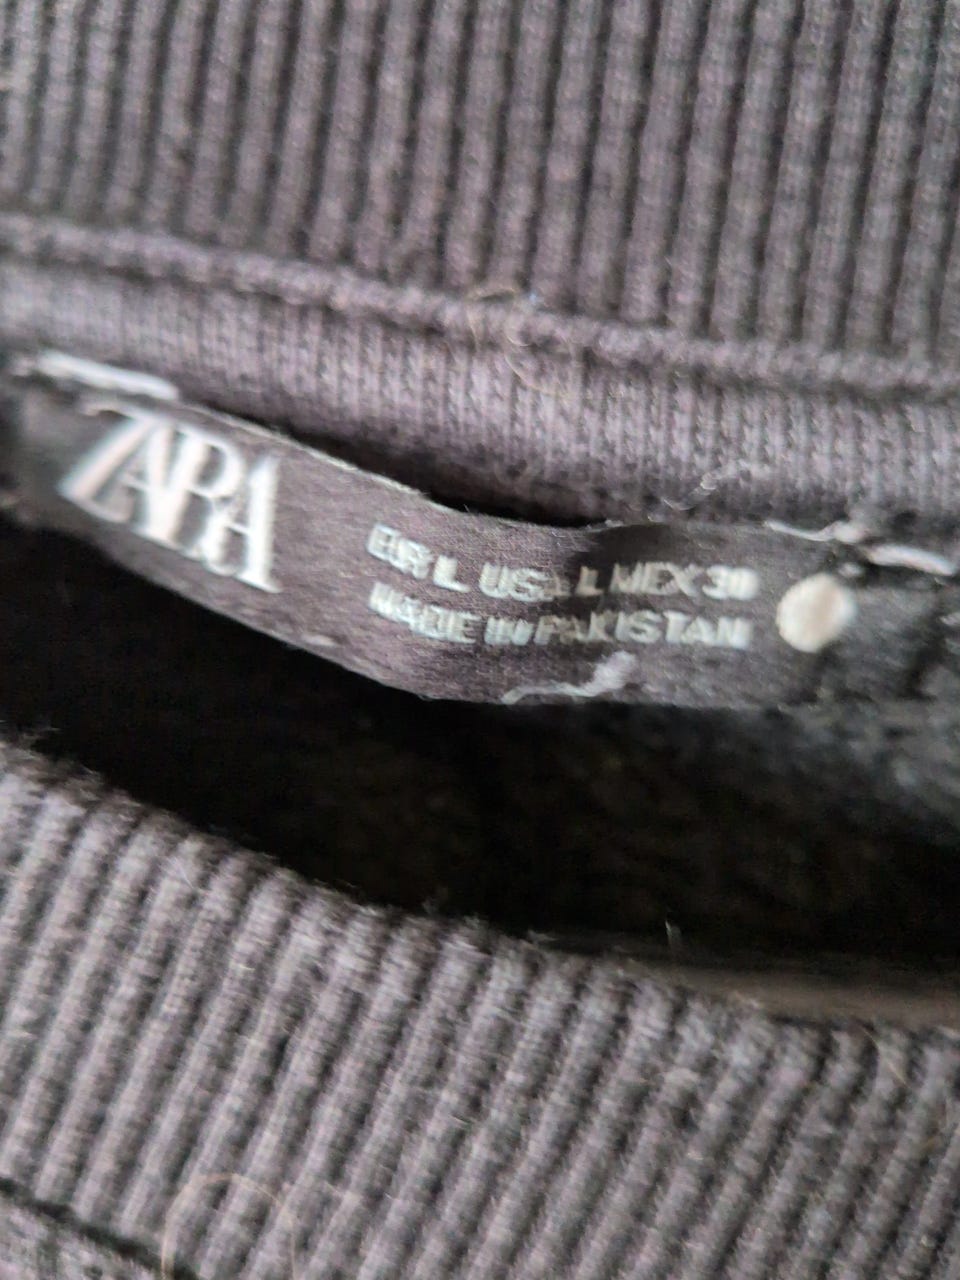 ZARA
EUR L USA L MEX 30
MADE IN PAKISTAN